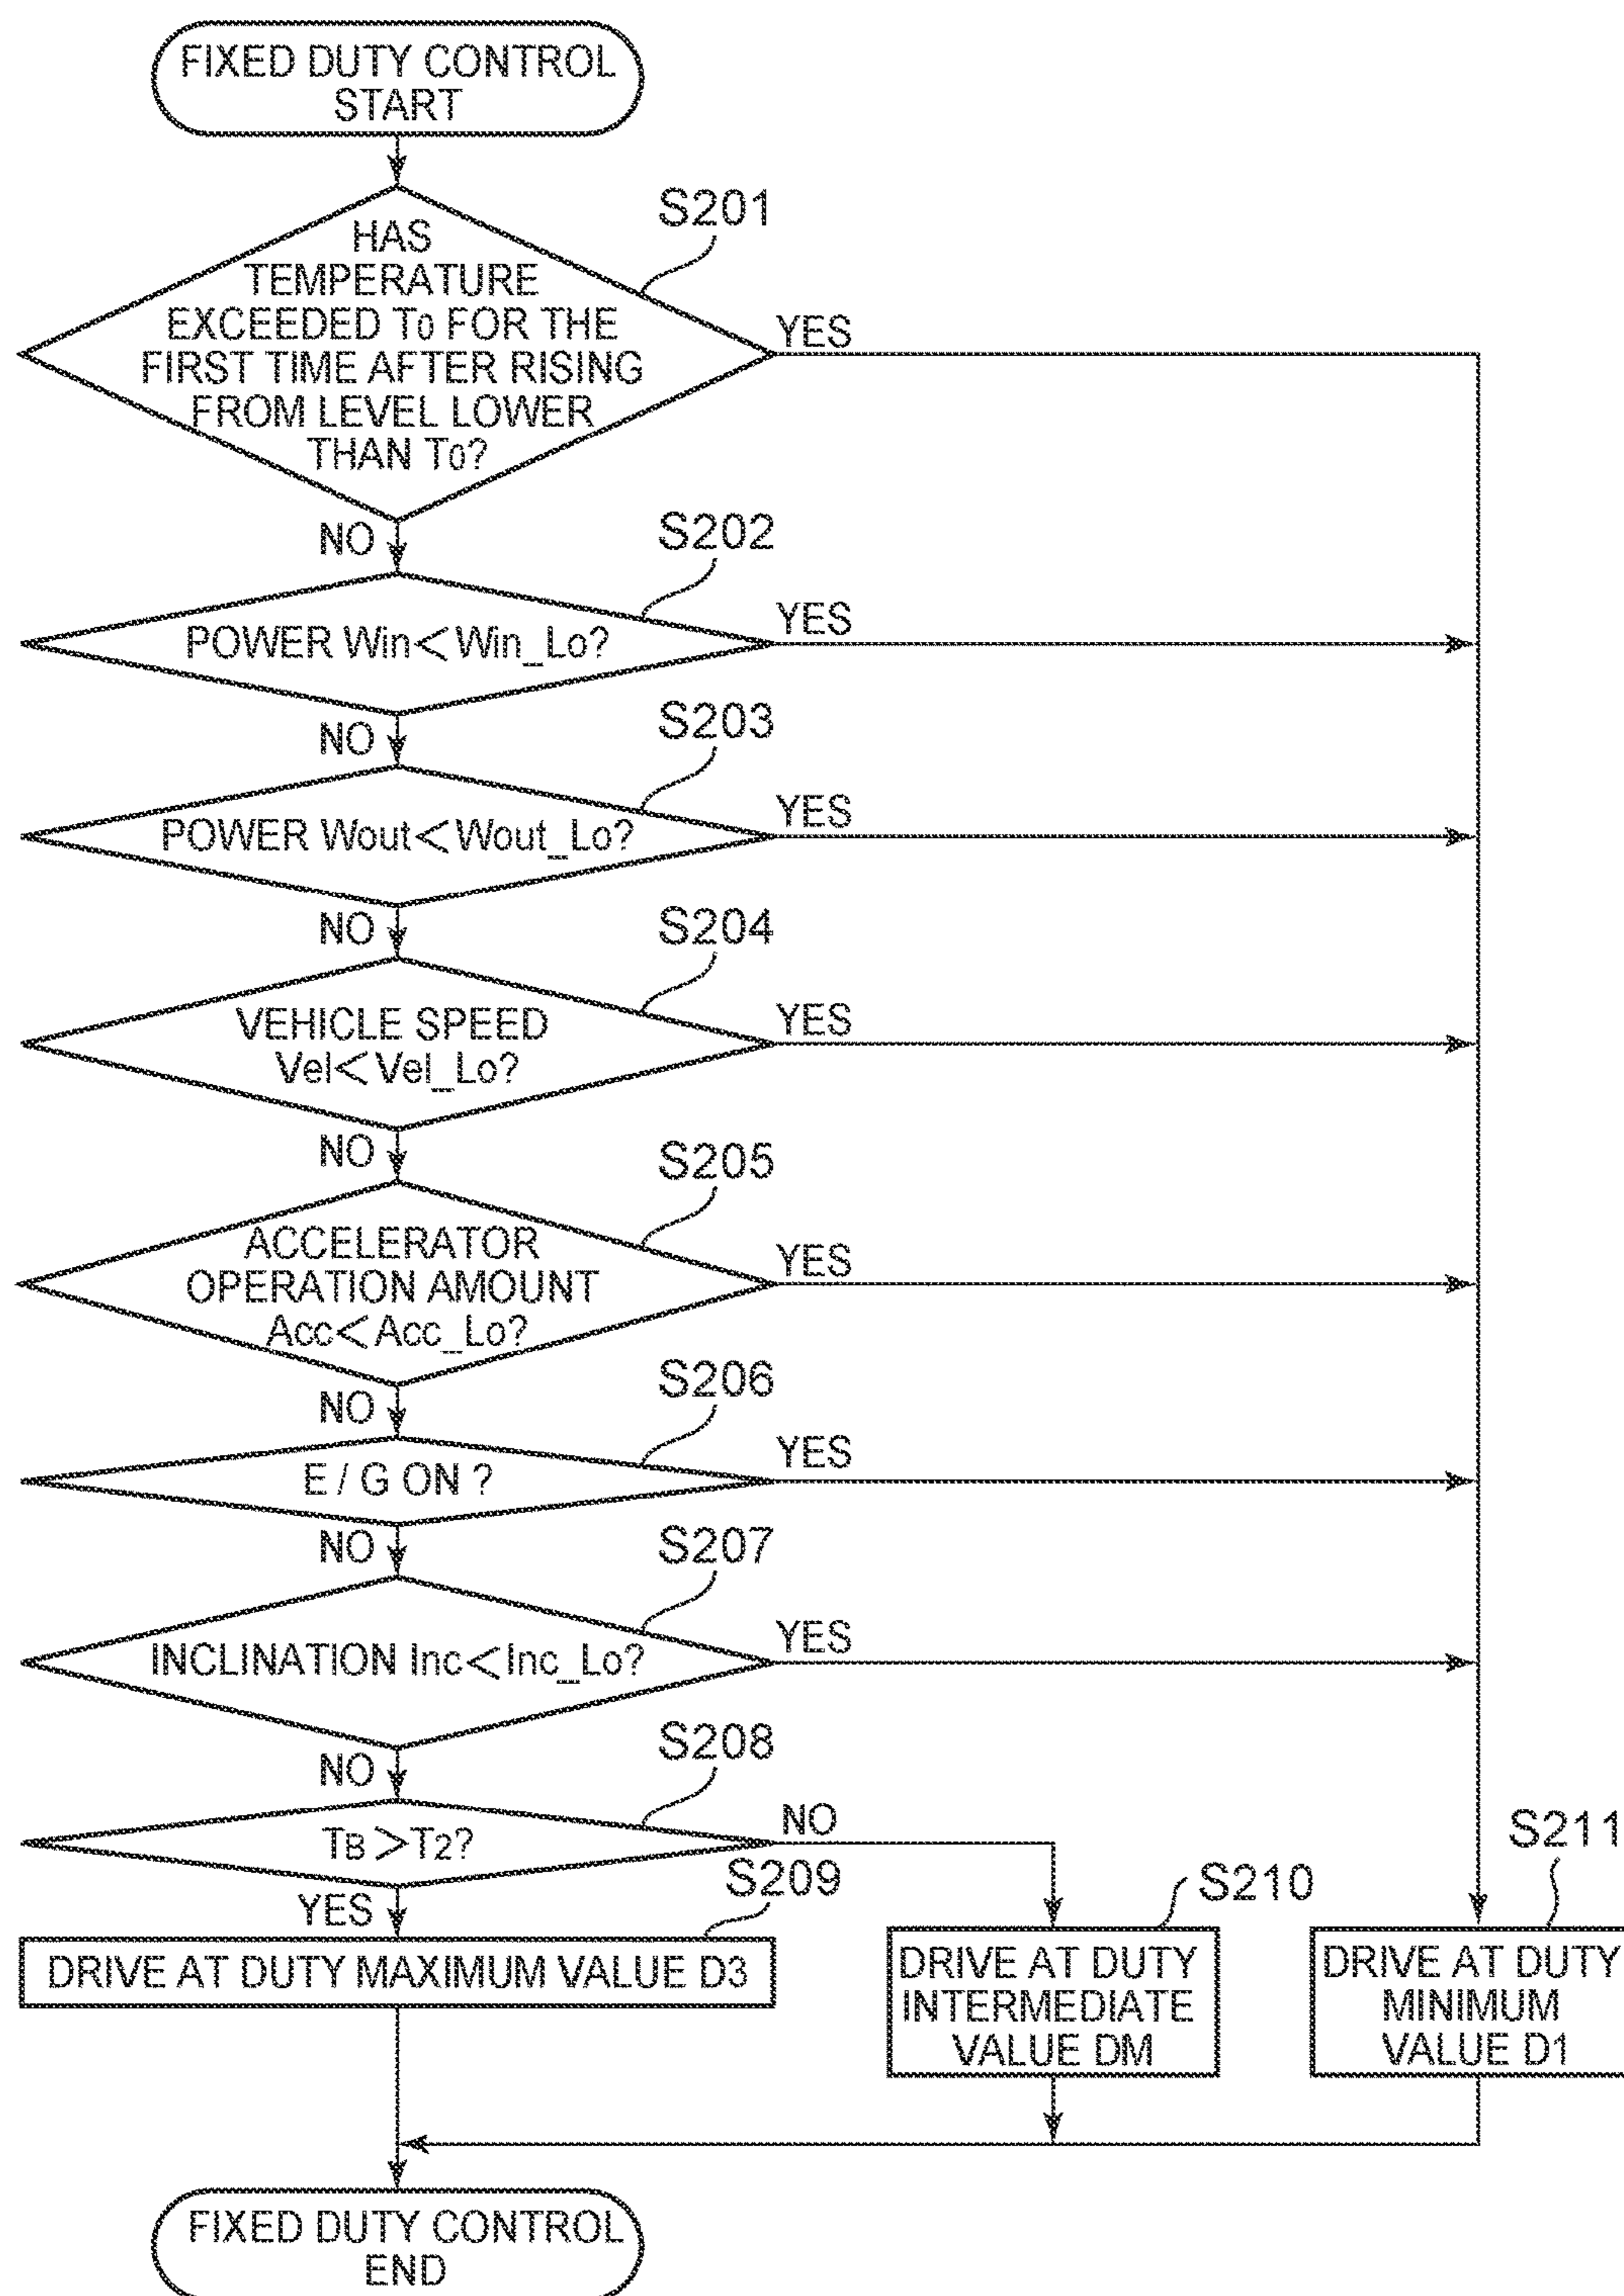 FIXED DUTY CONTROL
START
S201
HAS
TEMPERATURE
EXCEEDED T0 FOR THE
FIRST TIME AFTER RISING
FROM LEVEL LOWER
THAN T0?
YES
NO
S202
POWER Win<Win_Lo?
YES
NO
S203
POWER Wout<Wout_Lo?
YES
NO
S204
VEHICLE SPEED
Vel<Vel_Lo?
YES
NO
S205
ACCELERATOR
OPERATION AMOUNT
Acc<Acc_Lo?
YES
NO
S206
E / G ON ?
YES
NO
S207
INCLINATION Inc<Inc_Lo?
YES
NO
S208
TB>T2?
NO
YES
S209
DRIVE AT DUTY MAXIMUM VALUE D3
S210
DRIVE AT DUTY
INTERMEDIATE
VALUE DM
S211
DRIVE AT DUTY
MINIMUM
VALUE D1
FIXED DUTY CONTROL
END